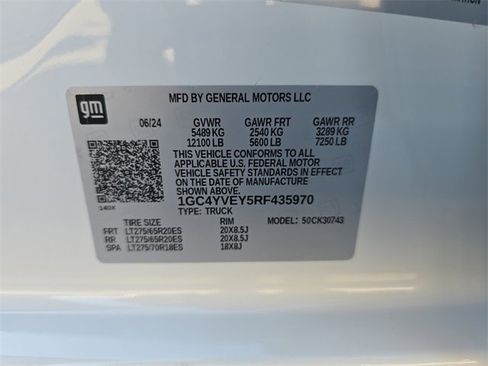 gm
MFD BY GENERAL MOTORS LLC
06/24 GVWR GAWR FRT GAWR RR
5489 KG 2540 KG 3289 KG
12100 LB 5600 LB 7250 LB
THIS VEHICLE CONFORMS TO ALL
APPLICABLE U.S. FEDERAL MOTOR
VEHICLE SAFETY STANDARDS IN EFFECT
ON THE DATE OF MANUFACTURE
SHOWN ABOVE.
1GC4YVEY5RF435970
TYPE: TRUCK MODEL: 50CK30743
140X
TIRE SIZE RIM
FRT LT275/65R20ES 20X8.5J
RR LT275/65R20ES 20X8.5J
SPA LT275/70R18ES 18X8J